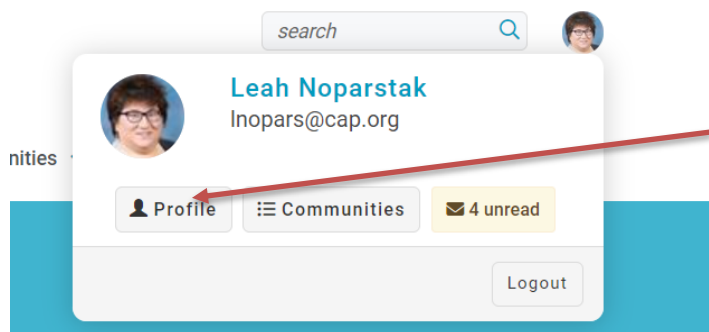 search
Leah Noparstak
lnopars@cap.org
nities
Profile
Communities
4 unread
Logout